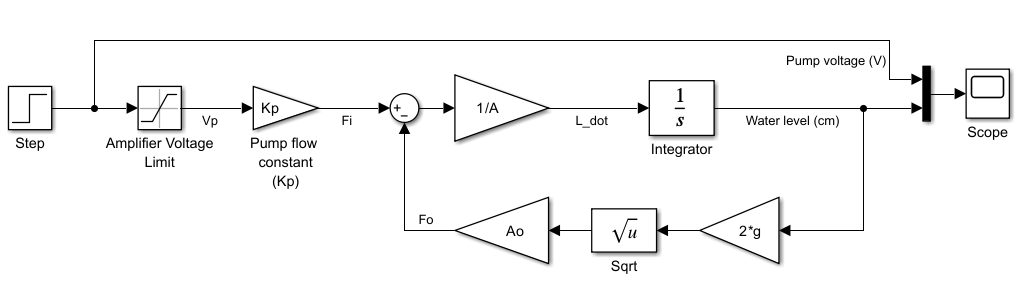 Pump voltage (V)
Step
Vp
Amplifier Voltage
Limit
Kp
Pump flow
constant
(Kp)
Fi
+
−
1/A
L_dot
1
s
Integrator
Water level (cm)
Scope
Fo
Ao
√u
Sqrt
2*g